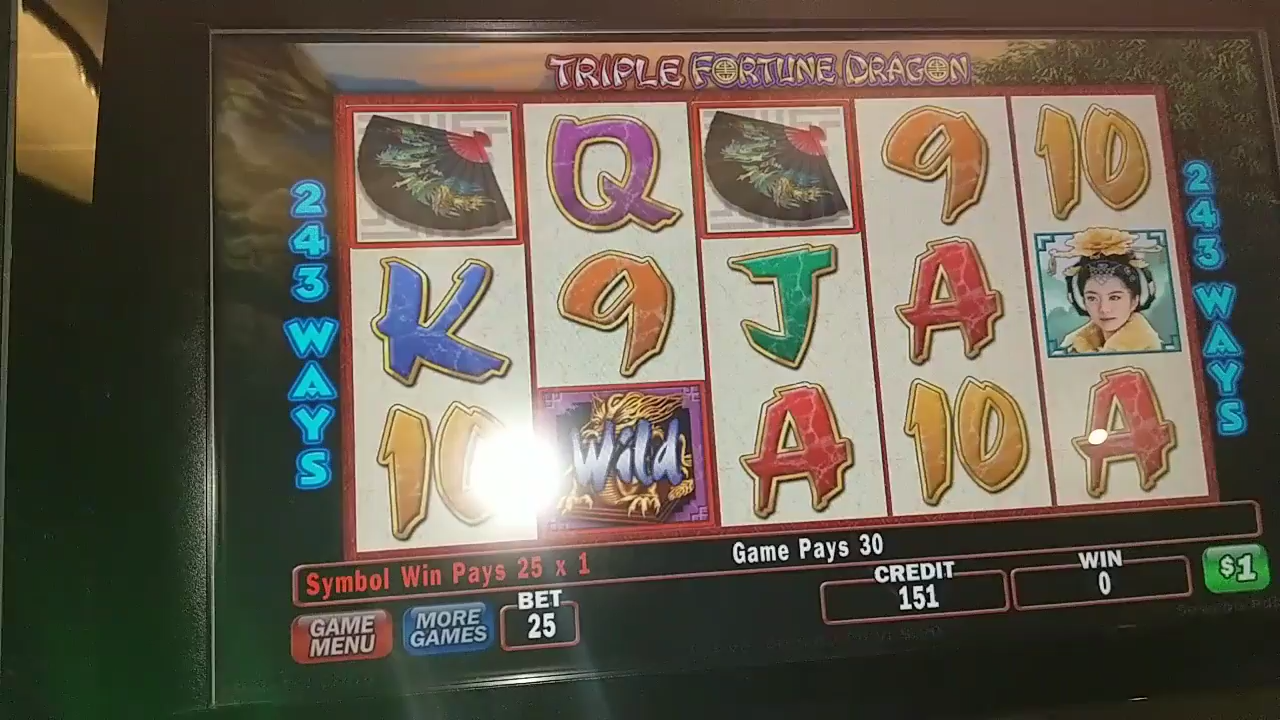 TRIPLE FORTUNE DRAGON
Q
9
10
243 WAYS
K
9
J
A
243 WAYS
10
Wild
A
10
A
Symbol Win Pays 25 x 1
Game Pays 30
GAME MENU
MORE GAMES
BET
25
CREDIT
151
WIN
0
$1